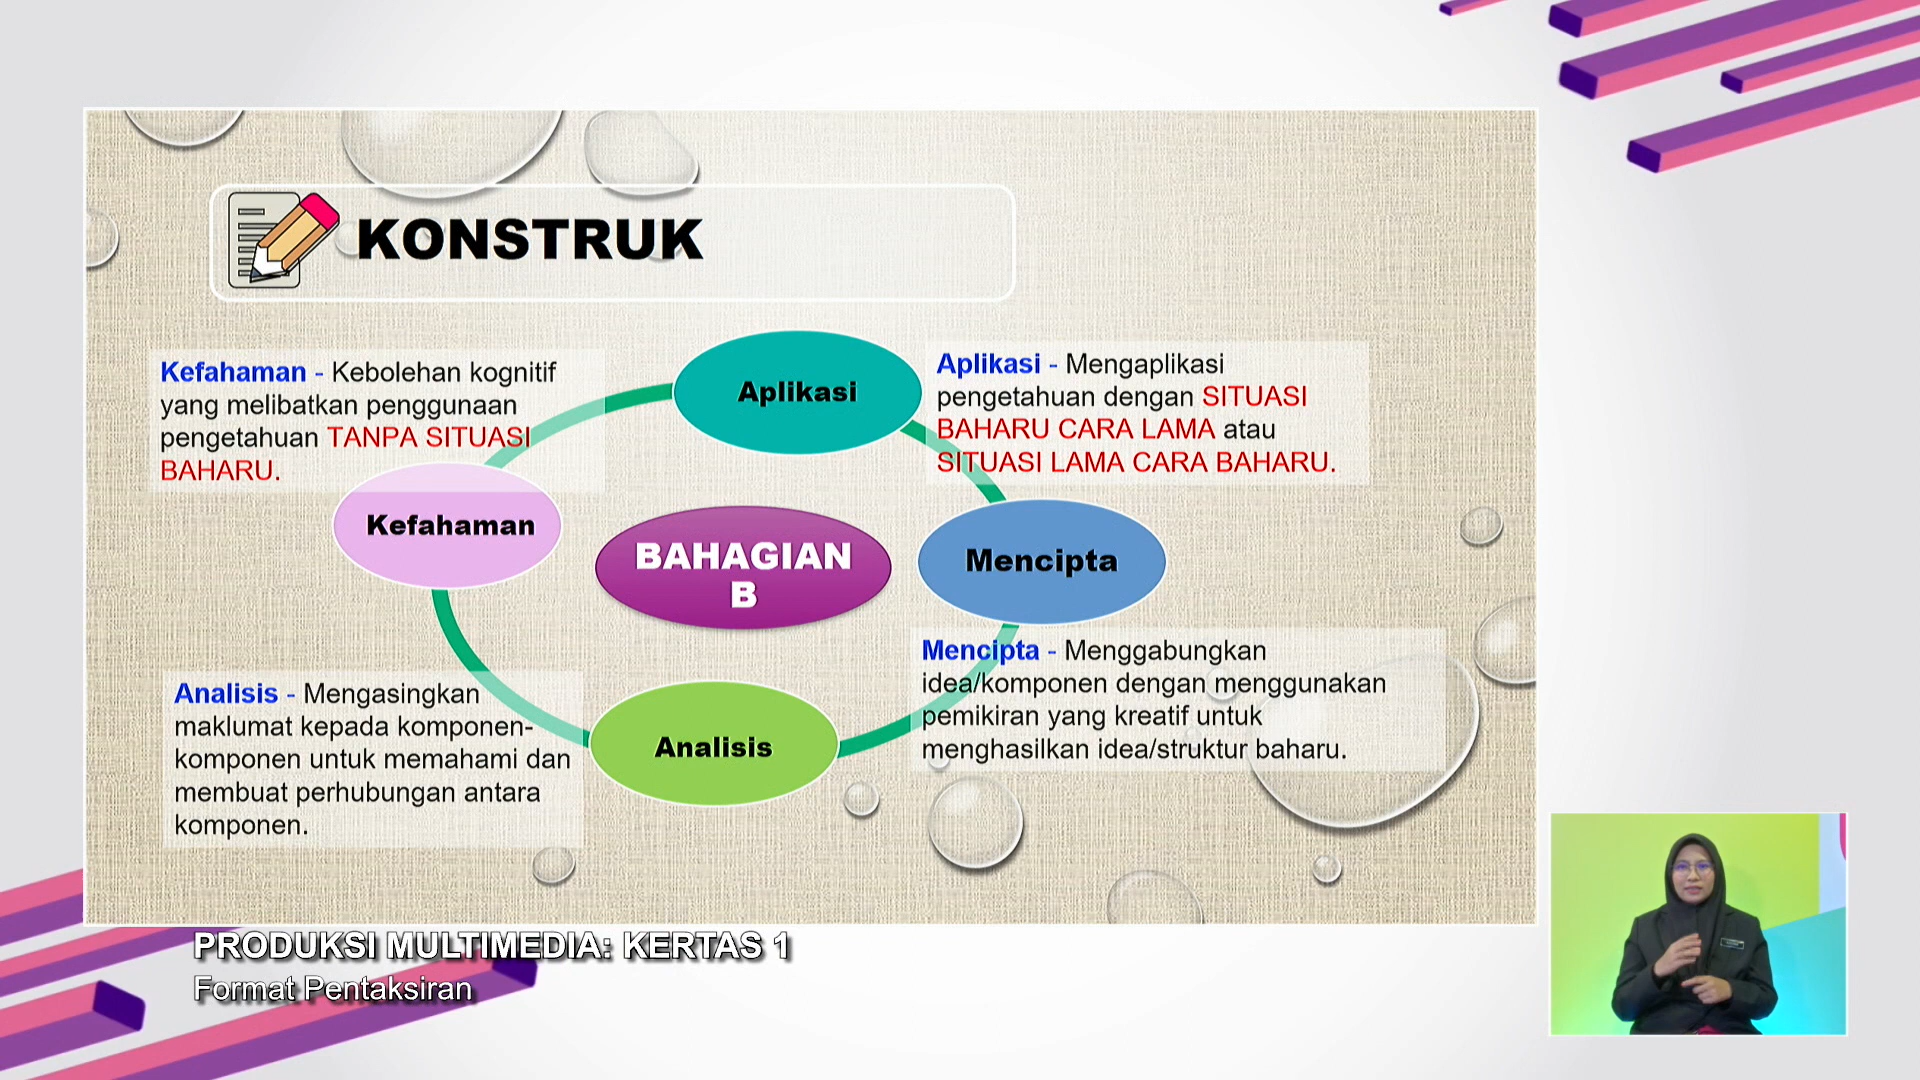 KONSTRUK
Kefahaman - Kebolehan kognitif
yang melibatkan penggunaan
pengetahuan TANPA SITUASI
BAHARU.
Aplikasi
Aplikasi - Mengaplikasi
pengetahuan dengan SITUASI
BAHARU CARA LAMA atau
SITUASI LAMA CARA BAHARU.
Kefahaman
BAHAGIAN
B
Mencipta
Analisis - Mengasingkan
maklumat kepada komponen-
komponen untuk memahami dan
membuat perhubungan antara
komponen.
Analisis
Mencipta - Menggabungkan
idea/komponen dengan menggunakan
pemikiran yang kreatif untuk
menghasilkan idea/struktur baharu.
PRODUKSI MULTIMEDIA: KERTAS 1
Format Pentaksiran